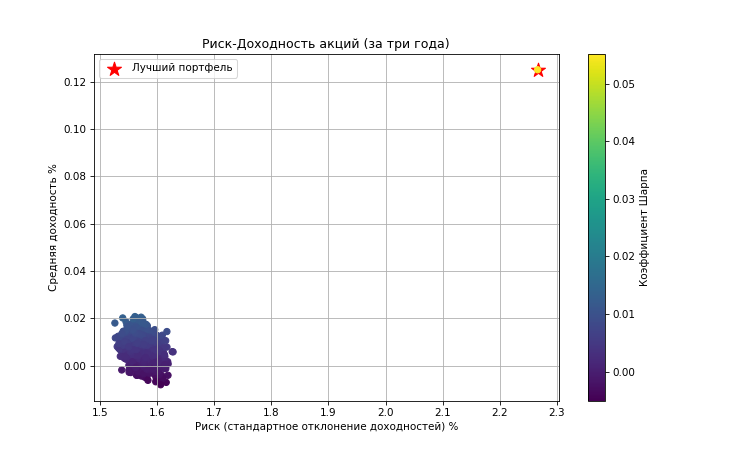 Риск-Доходность акций (за три года)
Лучший портфель
Средняя доходность %
0.12
0.10
0.08
0.06
0.04
0.02
0.00
1.5 1.6 1.7 1.8 1.9 2.0 2.1 2.2 2.3
Риск (стандартное отклонение доходностей) %
0.05
0.04
0.03
0.02
0.01
0.00
Коэффициент Шарпа